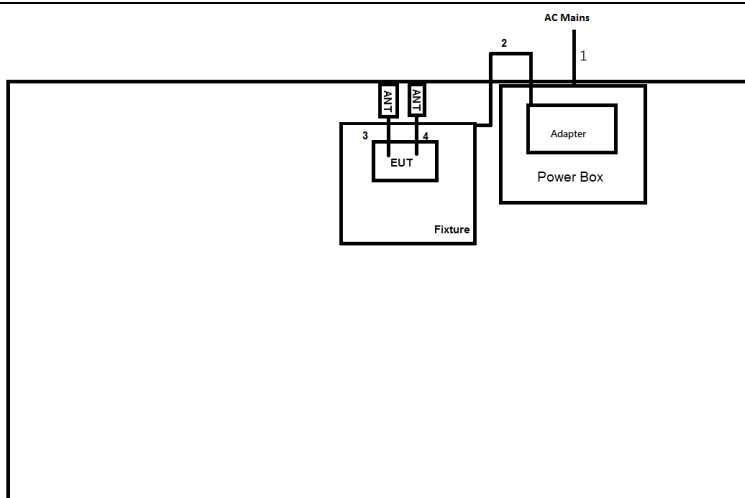 AC Mains
2
1
ANT
ANT
3
4
EUT
Adapter
Power Box
Fixture